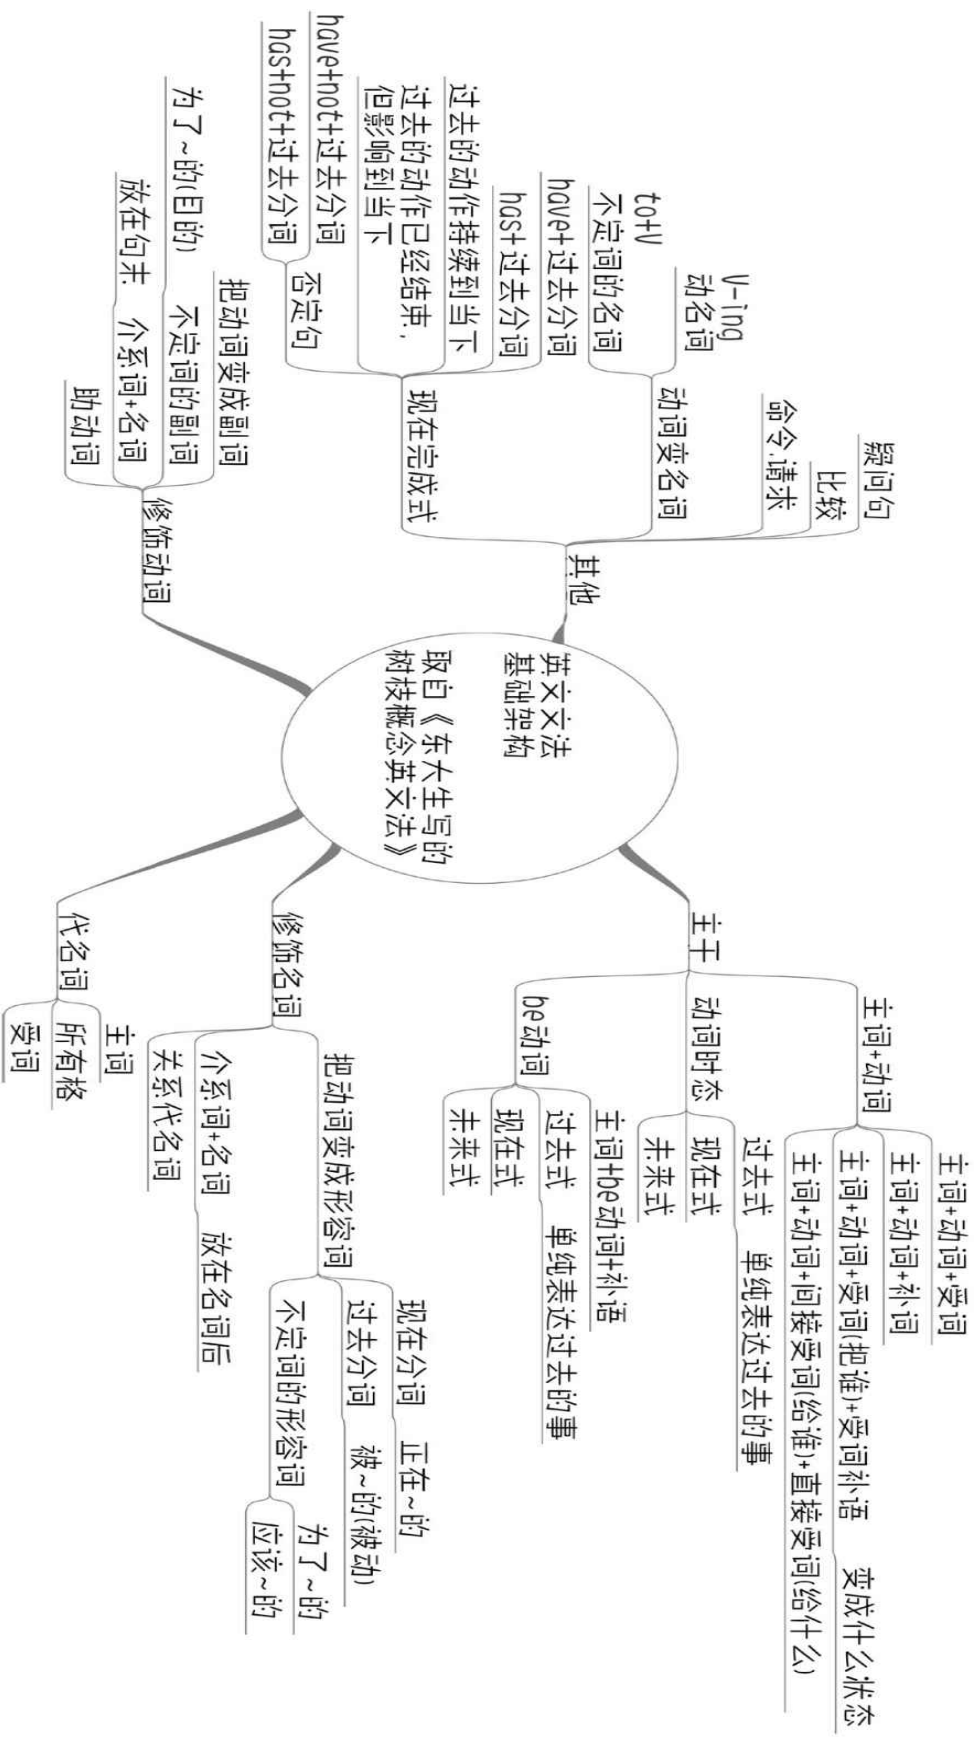 英文文法
基础架构
取自《东大生写的
树枝概念英文法》
主干
主词+动词
主词+动词+受词
主词+动词+补词
主词+动词+受词(把谁)+受词补语
变成什么状态
主词+动词+间接受词(给谁)+直接受词(给什么)
动词时态
过去式
单纯表达过去的事
现在式
未来式
be动词
主词+be动词+补语
过去式
单纯表达过去的事
现在式
未来式
修饰名词
把动词变成形容词
现在分词
正在~的
过去分词
被~的(被动)
不定词的形容词
为了~的
应该~的
介系词+名词
放在名词后
关系代名词
代名词
主词
所有格
受词
其他
疑问句
比较
命令.请求
动词变名词
V-ing
动名词
to+V
不定词的名词
现在完成式
have+过去分词
has+过去分词
过去的动作持续到当下
过去的动作已经结束，
但影响到当下
否定句
have+not+过去分词
has+not+过去分词
修饰动词
把动词变成副词
不定词的副词
为了~的(目的)
介系词+名词
放在句末
助动词